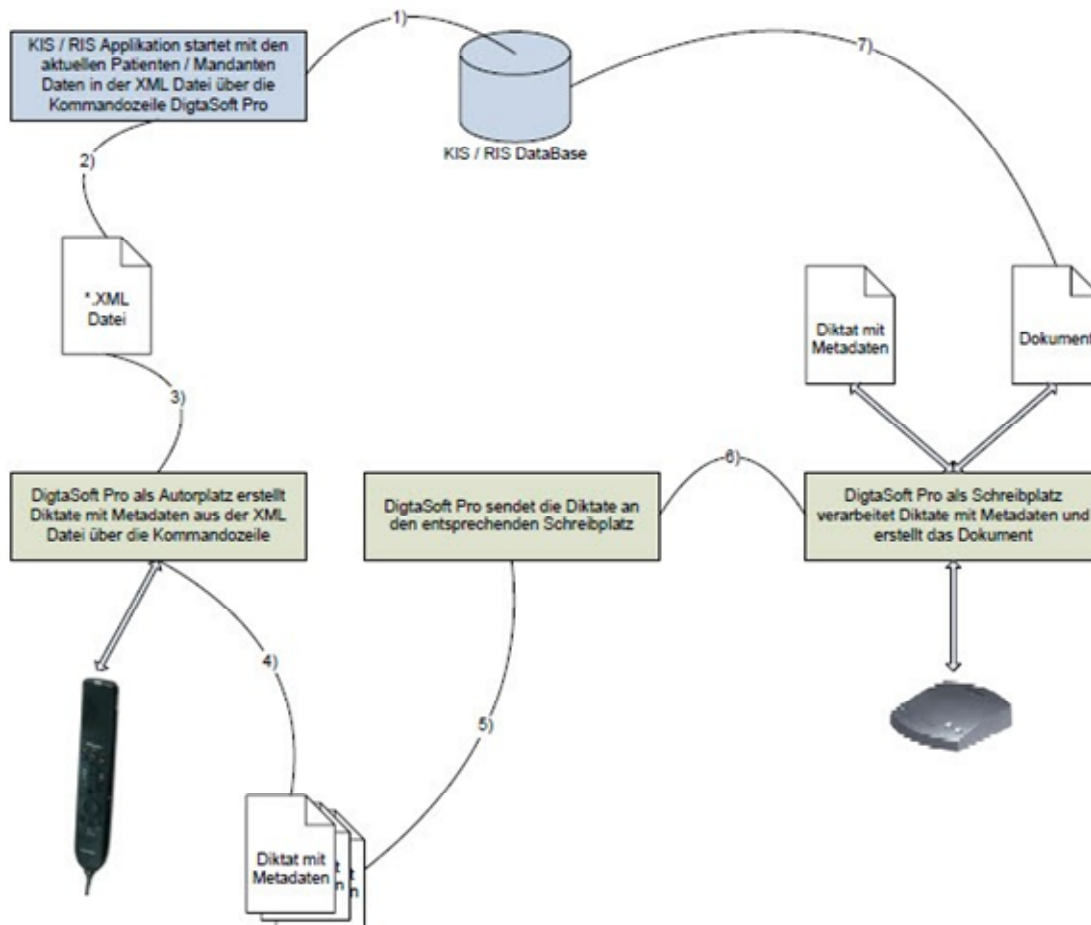 1)
KIS / RIS Applikation startet mit den
aktuellen Patienten / Mandanten
Daten in der XML Datei über die
Kommandozeile DigtaSoft Pro
7)
KIS / RIS DataBase
2)
*.XML
Datei
Diktat mit
Metadaten
Dokument
3)
6)
DigtaSoft Pro als Autorplatz erstellt
Diktate mit Metadaten aus der XML
Datei über die Kommandozeile
DigtaSoft Pro sendet die Diktate an
den entsprechenden Schreibplatz
DigtaSoft Pro als Schreibplatz
verarbeitet Diktate mit Metadaten und
erstellt das Dokument
4)
5)
Diktat mit
Metadaten